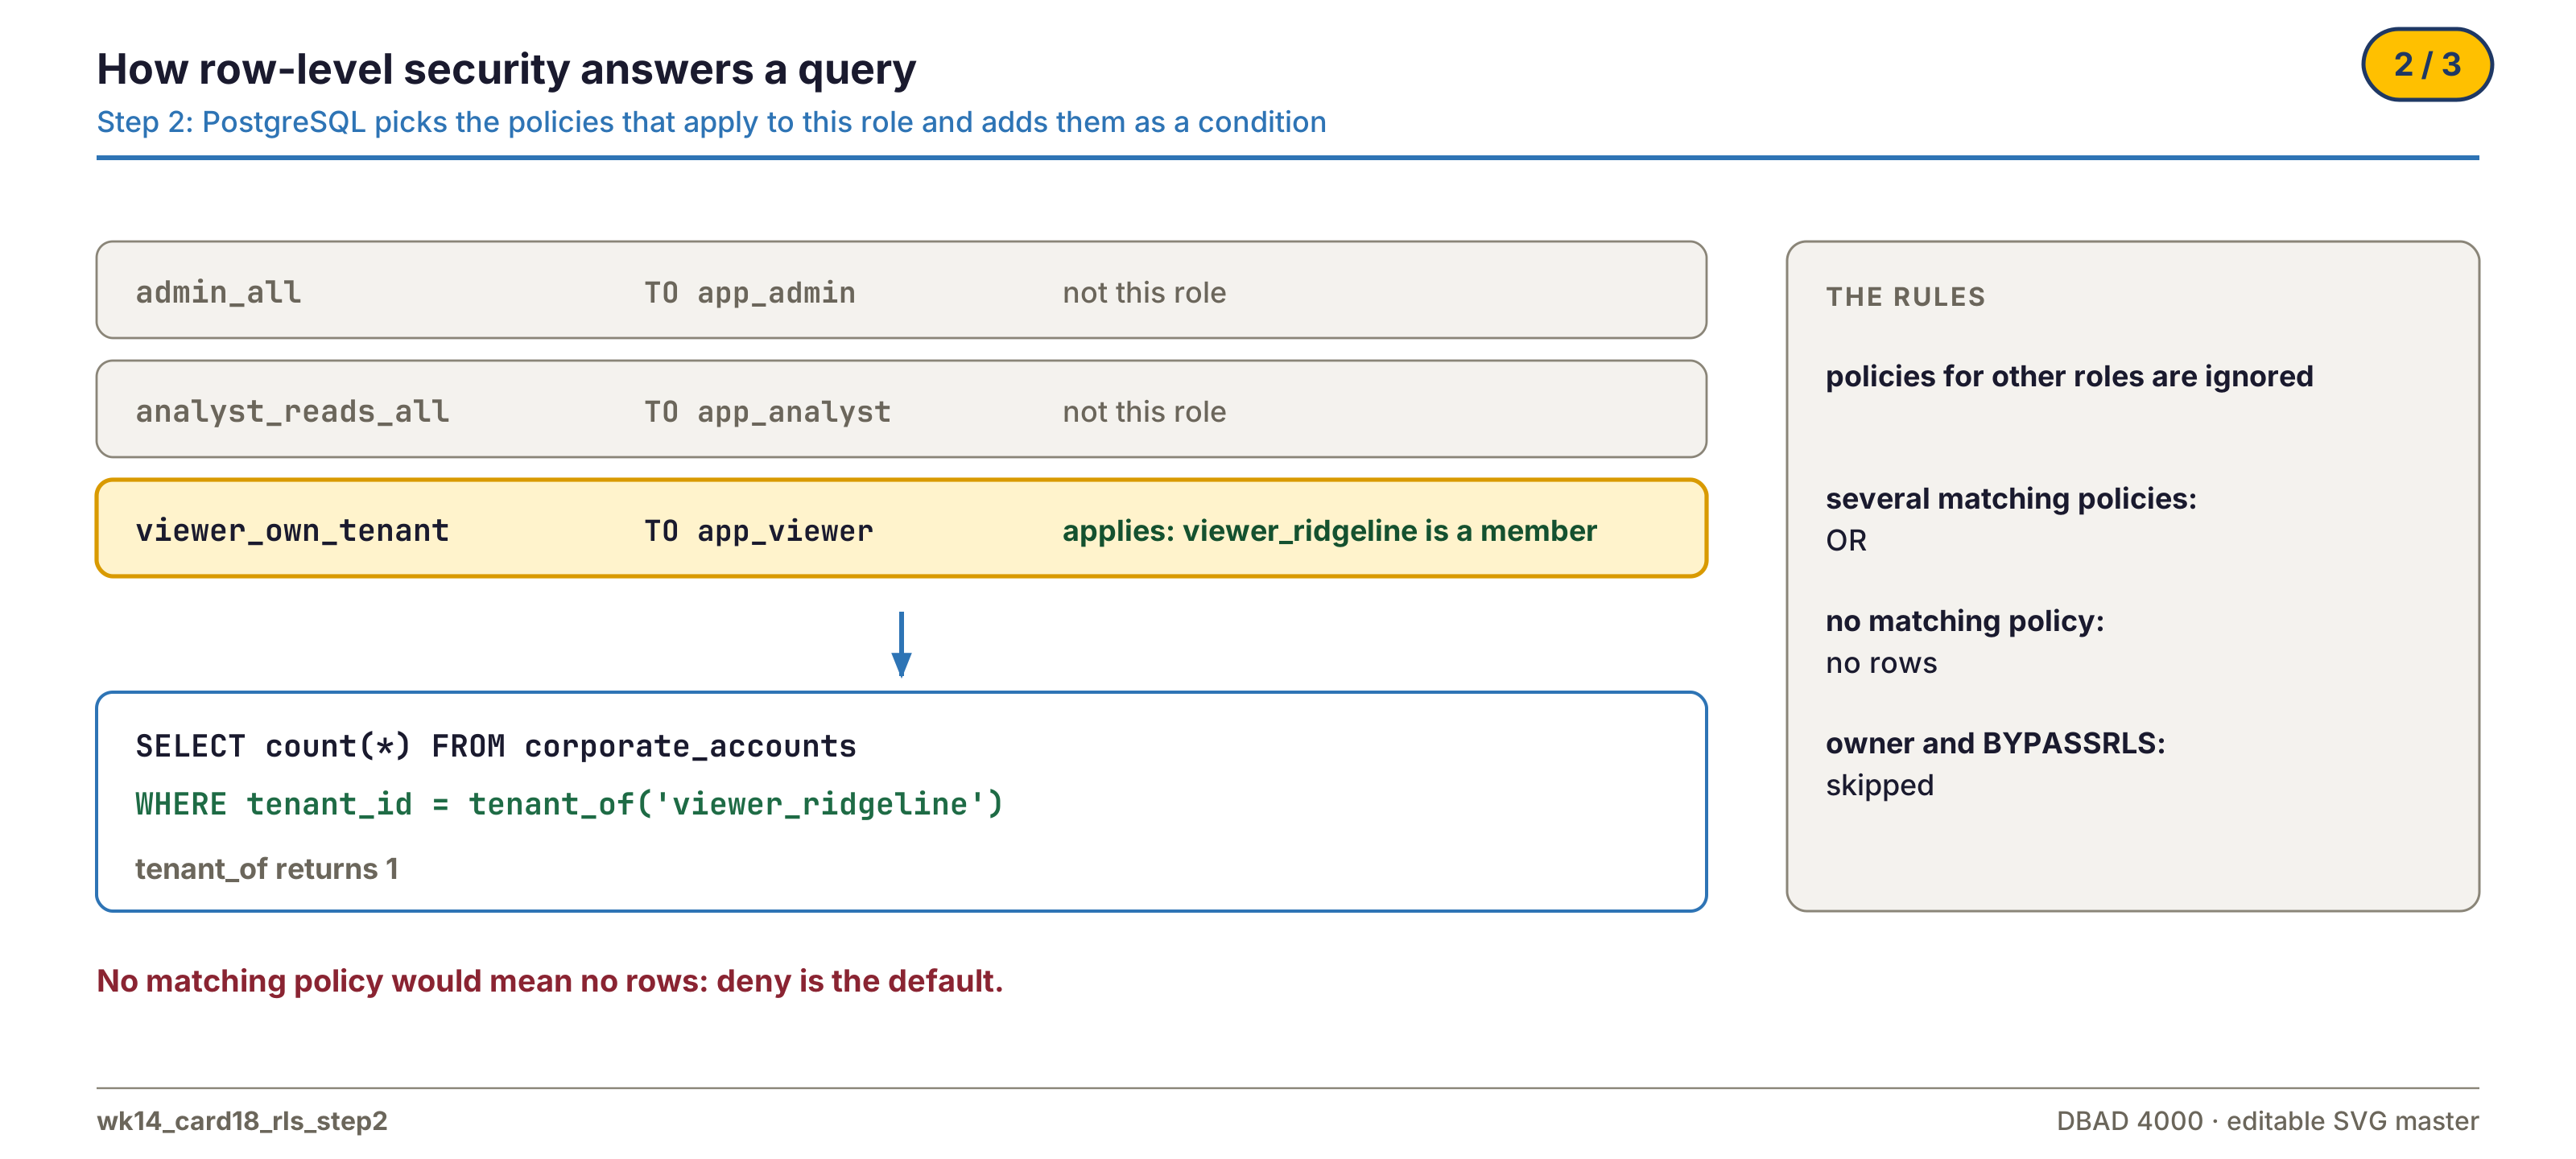 How row-level security answers a query
2 / 3
Step 2: PostgreSQL picks the policies that apply to this role and adds them as a condition
admin_all TO app_admin not this role
analyst_reads_all TO app_analyst not this role
viewer_own_tenant TO app_viewer applies: viewer_ridgeline is a member
SELECT count(*) FROM corporate_accounts
WHERE tenant_id = tenant_of('viewer_ridgeline')
tenant_of returns 1
THE RULES
policies for other roles are ignored
several matching policies:
OR
no matching policy:
no rows
owner and BYPASSRLS:
skipped
No matching policy would mean no rows: deny is the default.
wk14_card18_rls_step2
DBAD 4000 · editable SVG master